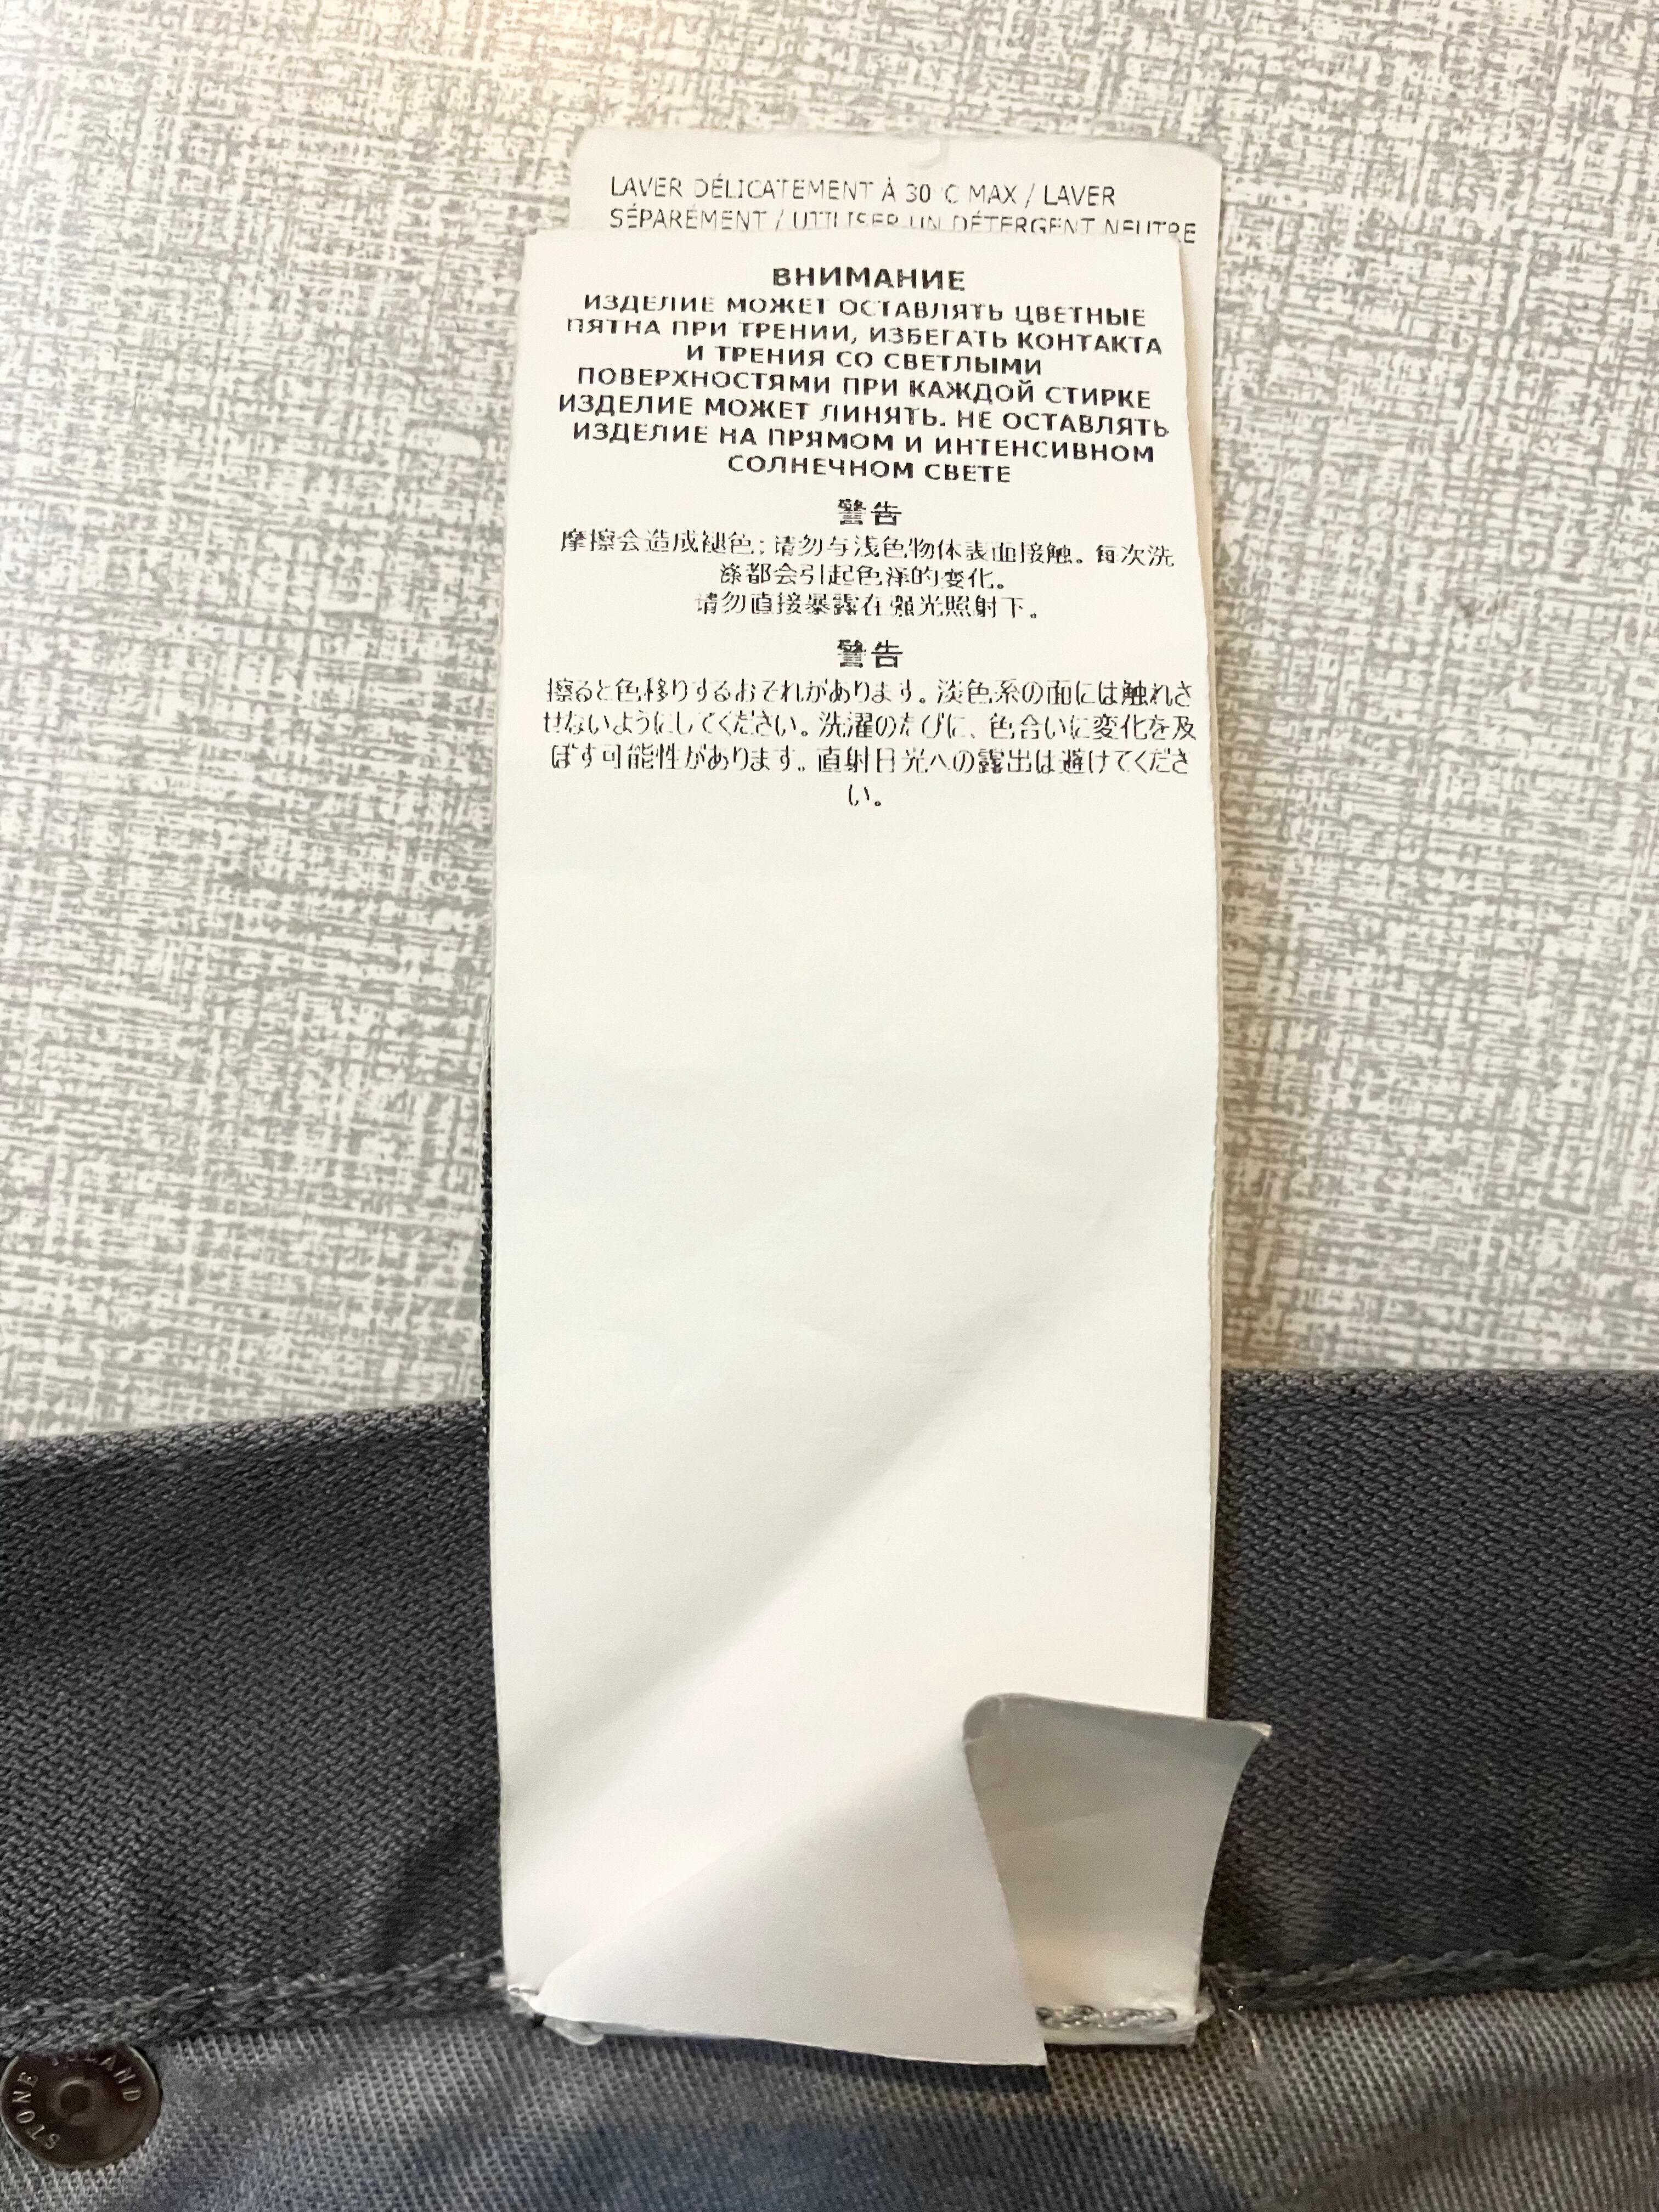 LAVER DÉLICATEMENT À 30°C MAX / LAVER
SÉPARÉMENT / UTILISER UN DÉTERGENT NEUTRE
ВНИМАНИЕ
ИЗДЕЛИЕ МОЖЕТ ОСТАВЛЯТЬ ЦВЕТНЫЕ
ПЯТНА ПРИ ТРЕНИИ, ИЗБЕГАТЬ КОНТАКТА
И ТРЕНИЯ СО СВЕТЛЫМИ
ПОВЕРХНОСТЯМИ ПРИ КАЖДОЙ СТИРКЕ
ИЗДЕЛИЕ МОЖЕТ ЛИНЯТЬ. НЕ ОСТАВЛЯТЬ
ИЗДЕЛИЕ НА ПРЯМОМ И ИНТЕНСИВНОМ
СОЛНЕЧНОМ СВЕТЕ
警告
摩擦会造成褪色；请勿与浅色物体表面接触。每次洗
涤都会引起色泽的变化。
请勿直接暴露在强光照射下。
警告
擦ると色移りするおそれがあります。淡色系の面には触れさ
せないようにしてください。洗濯のたびに、色合いに変化を及
ぼす可能性があります。直射日光への露出は避けてくださ
い。
STONE ISLAND